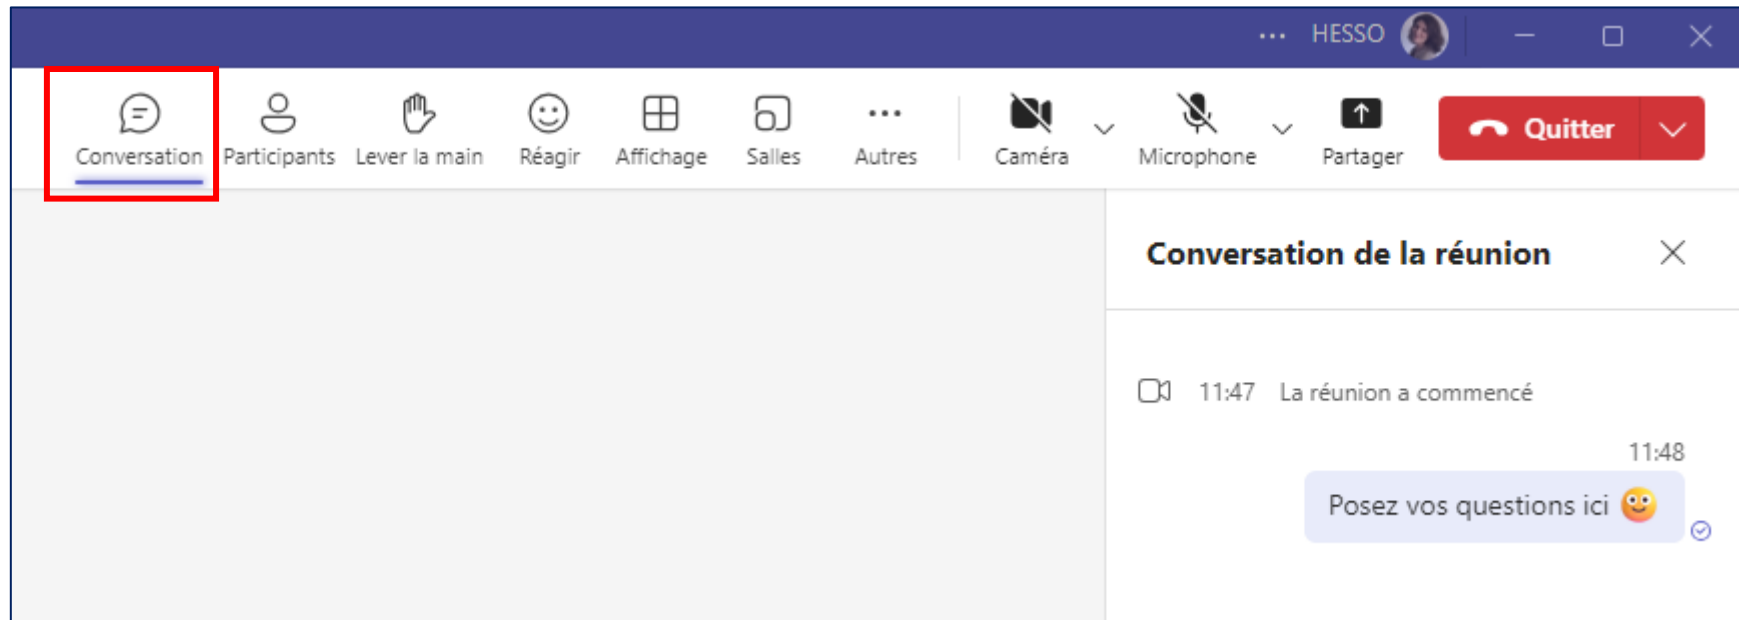 HESSO
Conversation
Participants
Lever la main
Réagir
Affichage
Salles
Autres
Caméra
Microphone
Partager
Quitter
Conversation de la réunion
11:47 La réunion a commencé
11:48
Posez vos questions ici